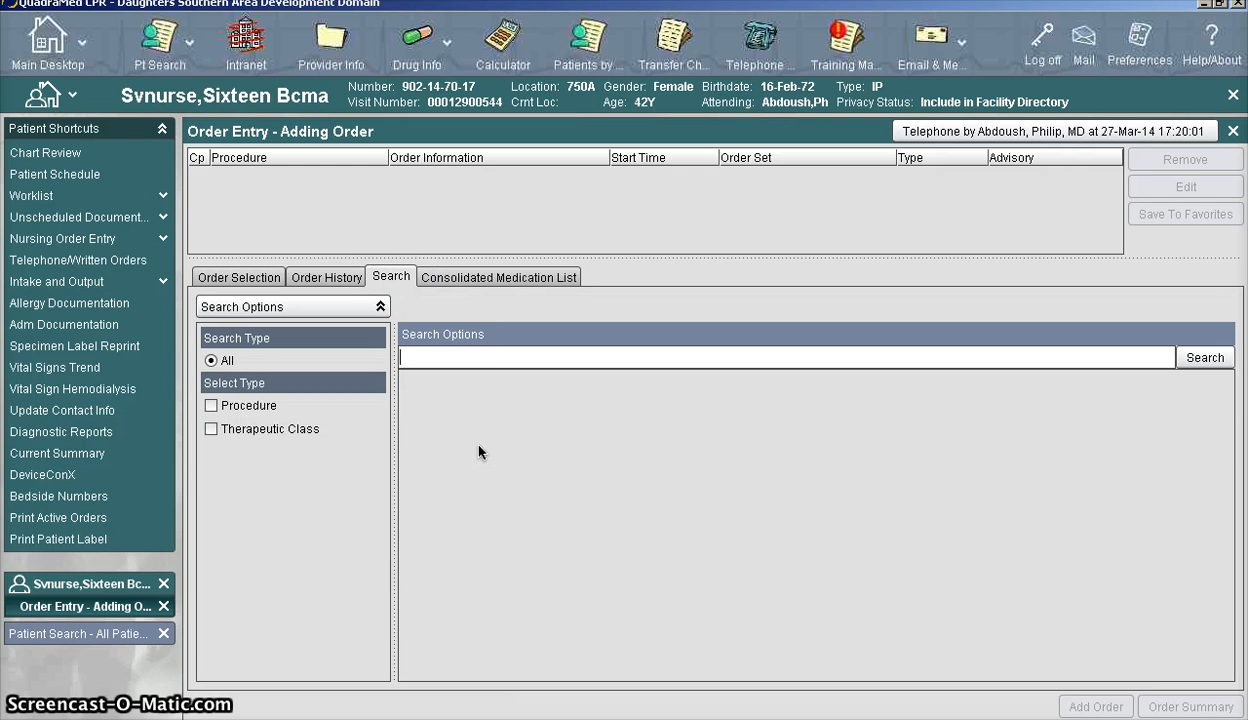 QuadraMed CPR - Daughters Southern Area Development Domain
Main Desktop
Pt Search
Intranet
Provider Info
Drug Info
Calculator
Patients by ...
Transfer Ch...
Telephone ...
Training Ma...
Email & Me...
Log off
Mail
Preferences
Help/About
Svnurse,Sixteen Bcma
Number: 902-14-70-17 Location: 750A Gender: Female Birthdate: 16-Feb-72 Type: IP
Visit Number: 00012900544 Crnt Loc: Age: 42Y Attending: Abdoush,Ph Privacy Status: Include in Facility Directory
Patient Shortcuts
Chart Review
Patient Schedule
Worklist
Unscheduled Document...
Nursing Order Entry
Telephone/Written Orders
Intake and Output
Allergy Documentation
Adm Documentation
Specimen Label Reprint
Vital Signs Trend
Vital Sign Hemodialysis
Update Contact Info
Diagnostic Reports
Current Summary
DeviceConX
Bedside Numbers
Print Active Orders
Print Patient Label
Svnurse,Sixteen Bc...
Order Entry - Adding O...
Patient Search - All Patie...
Order Entry - Adding Order
Telephone by Abdoush, Philip, MD at 27-Mar-14 17:20:01
Cp Procedure Order Information Start Time Order Set Type Advisory
Remove
Edit
Save To Favorites
Order Selection Order History Search Consolidated Medication List
Search Options
Search Type
All
Select Type
Procedure
Therapeutic Class
Search Options
Search
Add Order Order Summary
Screencast-O-Matic.com